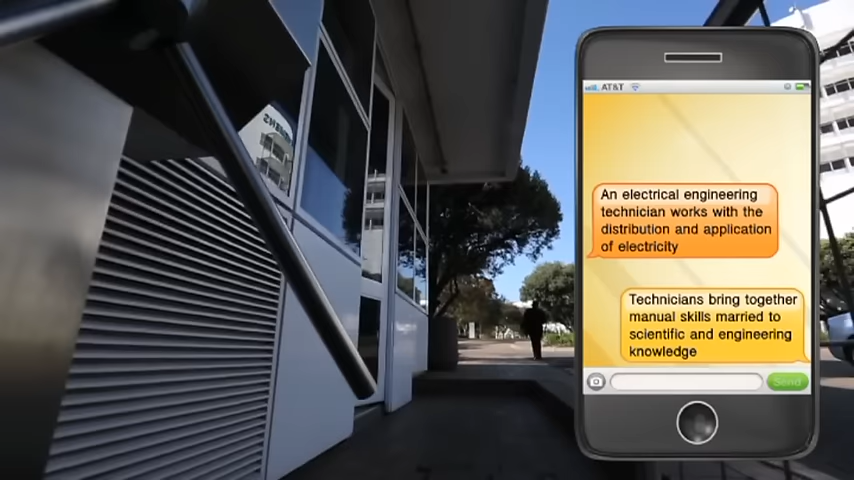 SIEMENS
AT&T
An electrical engineering
technician works with the
distribution and application
of electricity
Technicians bring together
manual skills married to
scientific and engineering
knowledge
Send